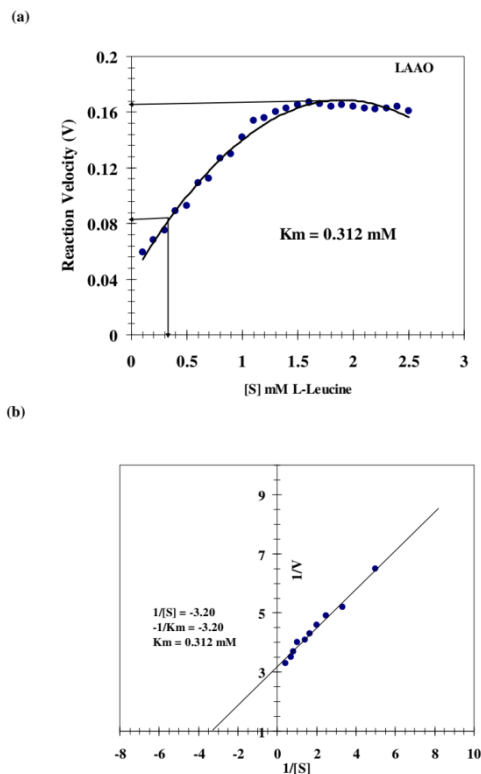 (a)
0.2
LAAO
0.16
0.12
Reaction Velocity (V)
0.08
Km = 0.312 mM
0.04
0
0 0.5 1 1.5 2 2.5 3
[S] mM L-Leucine
(b)
9
7
1/V
5
1/[S] = -3.20
-1/Km = -3.20
Km = 0.312 mM
3
1
-8 -6 -4 -2 0 2 4 6 8 10
1/[S]